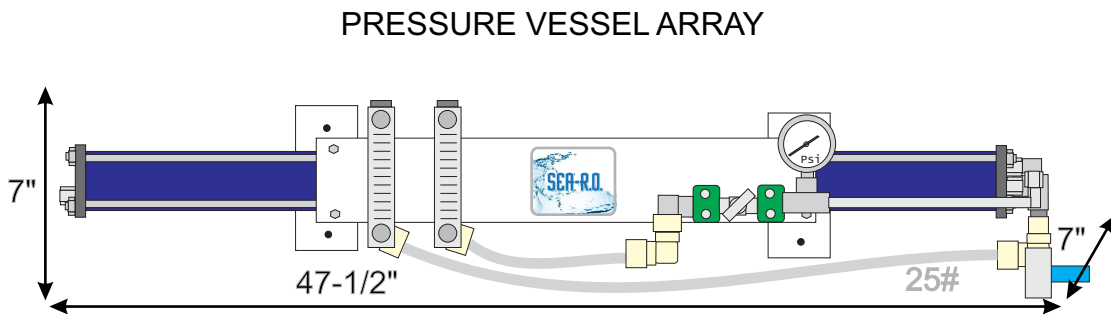 PRESSURE VESSEL ARRAY
7"
Psi
SEA-R.O.
7"
47-1/2"
25#